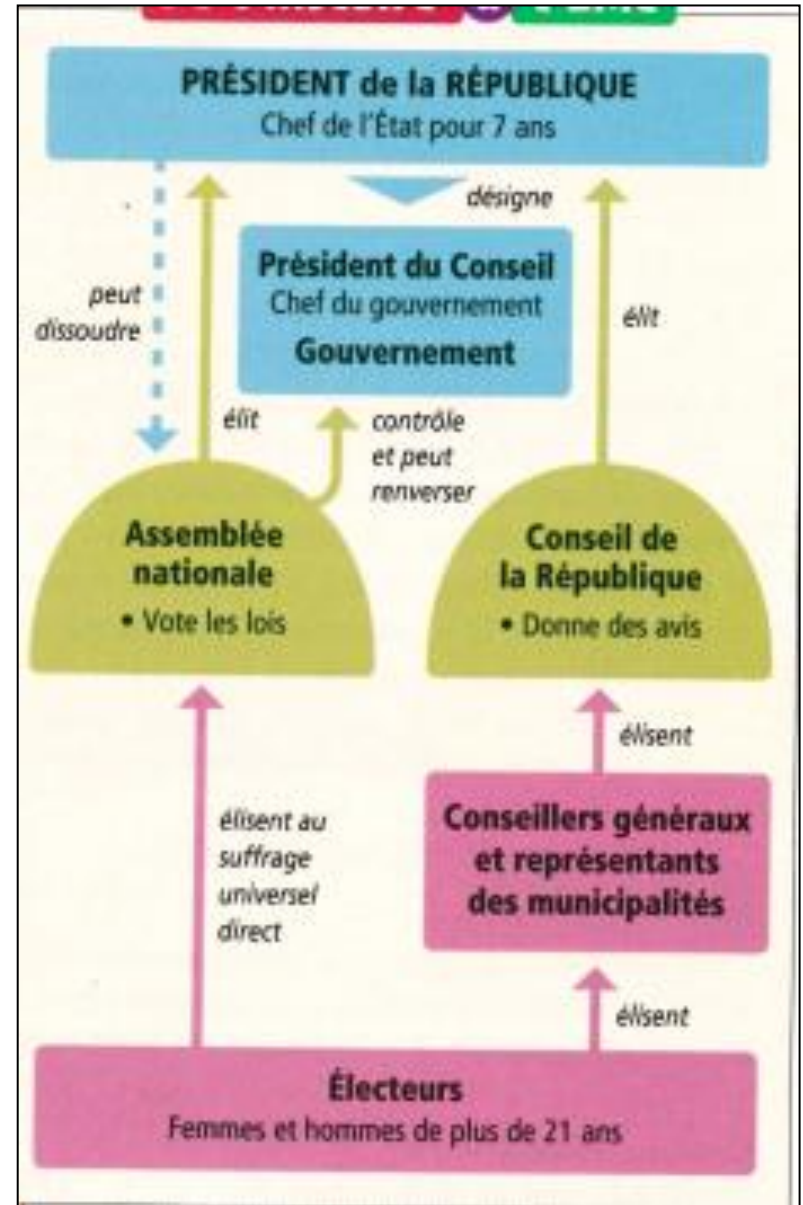 PRÉSIDENT de la RÉPUBLIQUE
Chef de l'État pour 7 ans
désigne
Président du Conseil
Chef du gouvernement
Gouvernement
peut
dissoudre
élit
élit
contrôle
et peut
renverser
Assemblée
nationale
• Vote les lois
Conseil de
la République
• Donne des avis
élisent
élisent au
suffrage
universel
direct
Conseillers généraux
et représentants
des municipalités
élisent
Électeurs
Femmes et hommes de plus de 21 ans